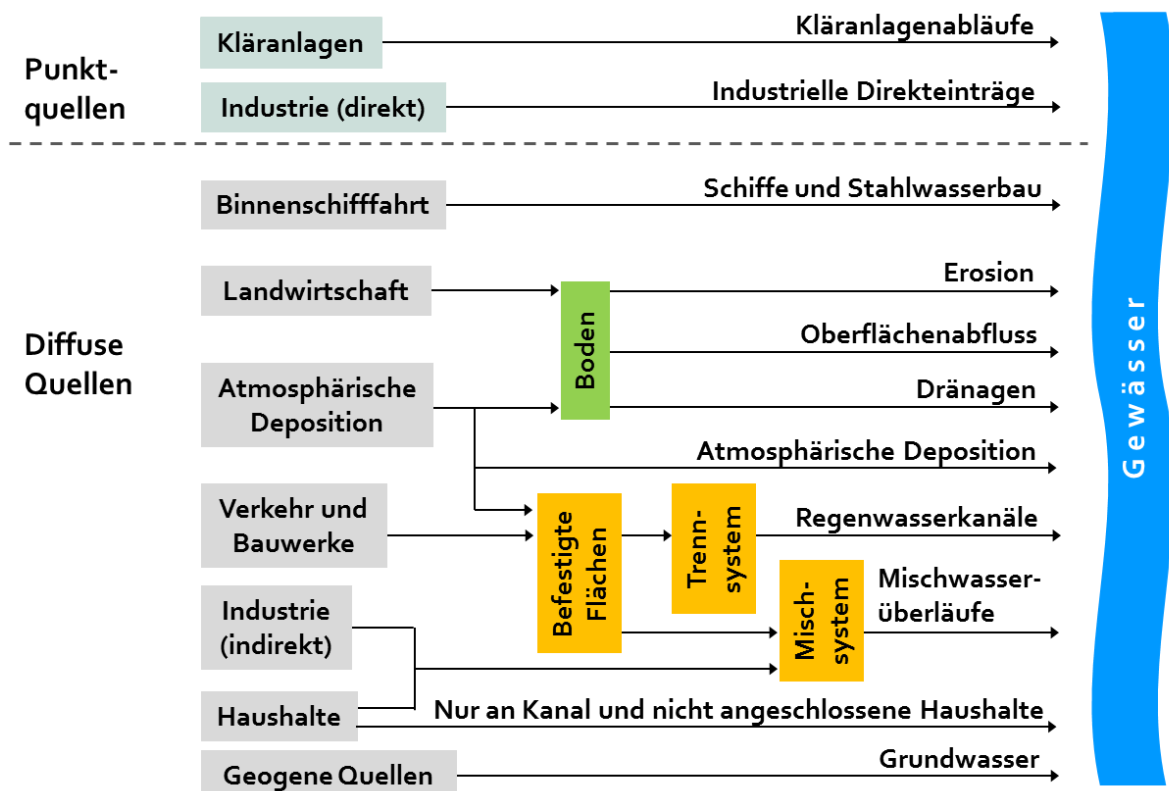 Kläranlagen
Kläranlagenabläufe
Punkt-
quellen
Industrie (direkt)
Industrielle Direkteinträge
Binnenschifffahrt
Schiffe und Stahlwasserbau
Landwirtschaft
Erosion
Boden
Oberflächenabfluss
Diffuse
Quellen
Atmosphärische
Deposition
Dränagen
Atmosphärische Deposition
Verkehr und
Bauwerke
Befestigte
Flächen
Trenn-
system
Regenwasserkanäle
Industrie
(indirekt)
Misch-
system
Mischwasser-
überläufe
Haushalte
Nur an Kanal und nicht angeschlossene Haushalte
Geogene Quellen
Grundwasser
Gewässer